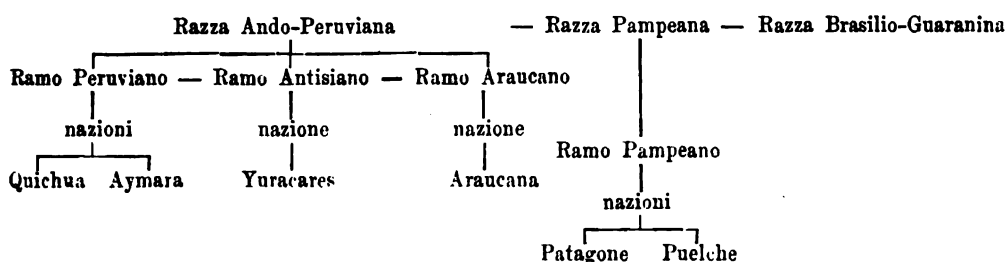 Razza Ando-Peruviana — Razza Pampeana — Razza Brasilio-Guaranina
Ramo Peruviano — Ramo Antisiano — Ramo Araucano
nazioni nazione nazione
Ramo Pampeano
Quichua Aymara Yuracares Araucana
nazioni
Patagone Puelche